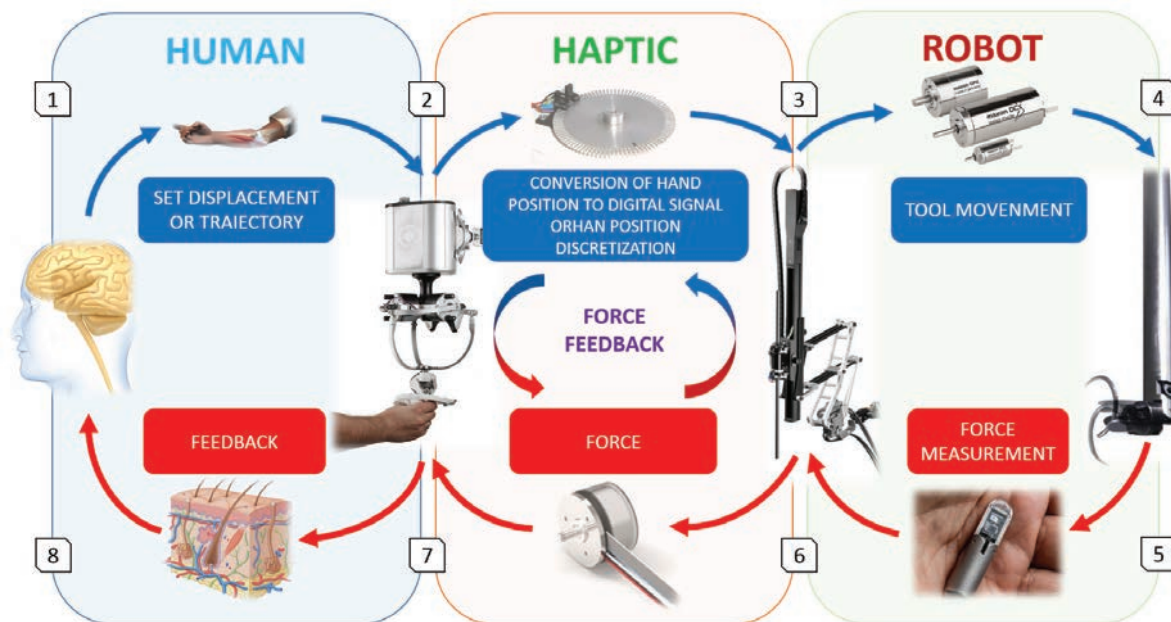 HUMAN
HAPTIC
ROBOT
1
2
3
4
SET DISPLACEMENT
OR TRAIECTORY
CONVERSION OF HAND
POSITION TO DIGITAL SIGNAL
ORHAN POSITION
DISCRETIZATION
TOOL MOVENMENT
FORCE
FEEDBACK
FEEDBACK
FORCE
FORCE
MEASUREMENT
8
7
6
5